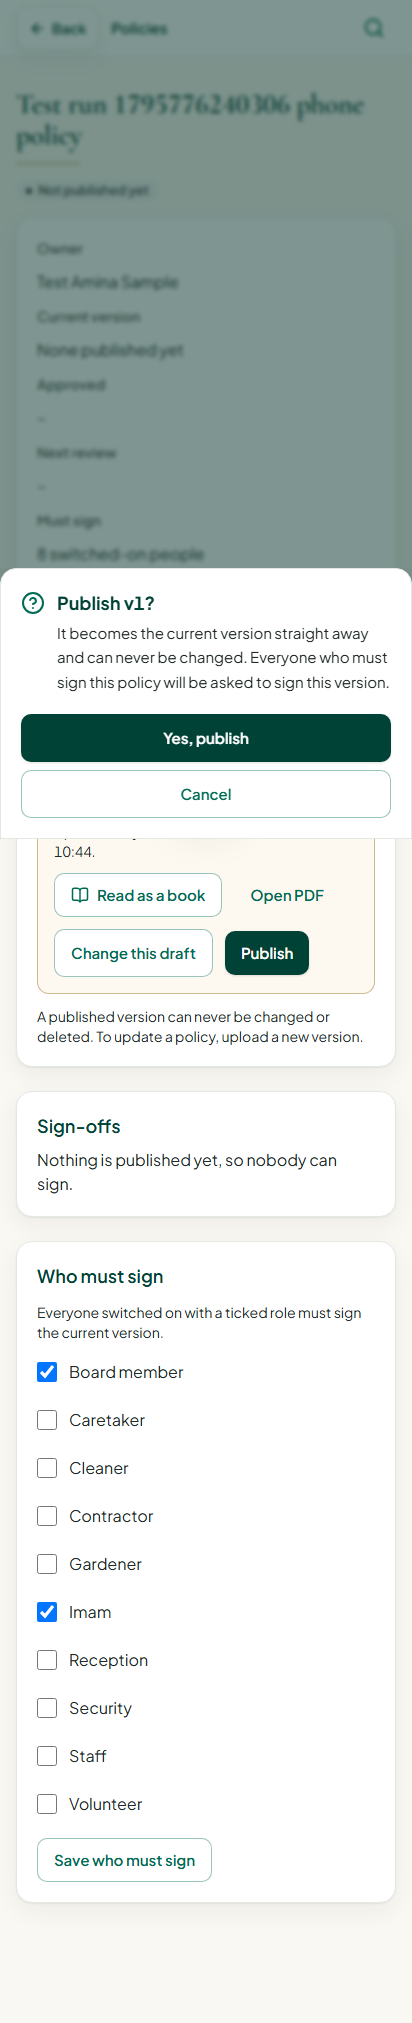 Back Policies
Test run 1795776240306 phone
policy
Not published yet
Owner
Test Amina Sample
Current version
None published yet
Approved
–
Next review
–
Must sign
8 switched-on people
Publish v1?
It becomes the current version straight away
and can never be changed. Everyone who must
sign this policy will be asked to sign this version.
Yes, publish
Cancel
10:44.
Read as a book Open PDF
Change this draft Publish
A published version can never be changed or
deleted. To update a policy, upload a new version.
Sign-offs
Nothing is published yet, so nobody can
sign.
Who must sign
Everyone switched on with a ticked role must sign
the current version.
Board member
Caretaker
Cleaner
Contractor
Gardener
Imam
Reception
Security
Staff
Volunteer
Save who must sign